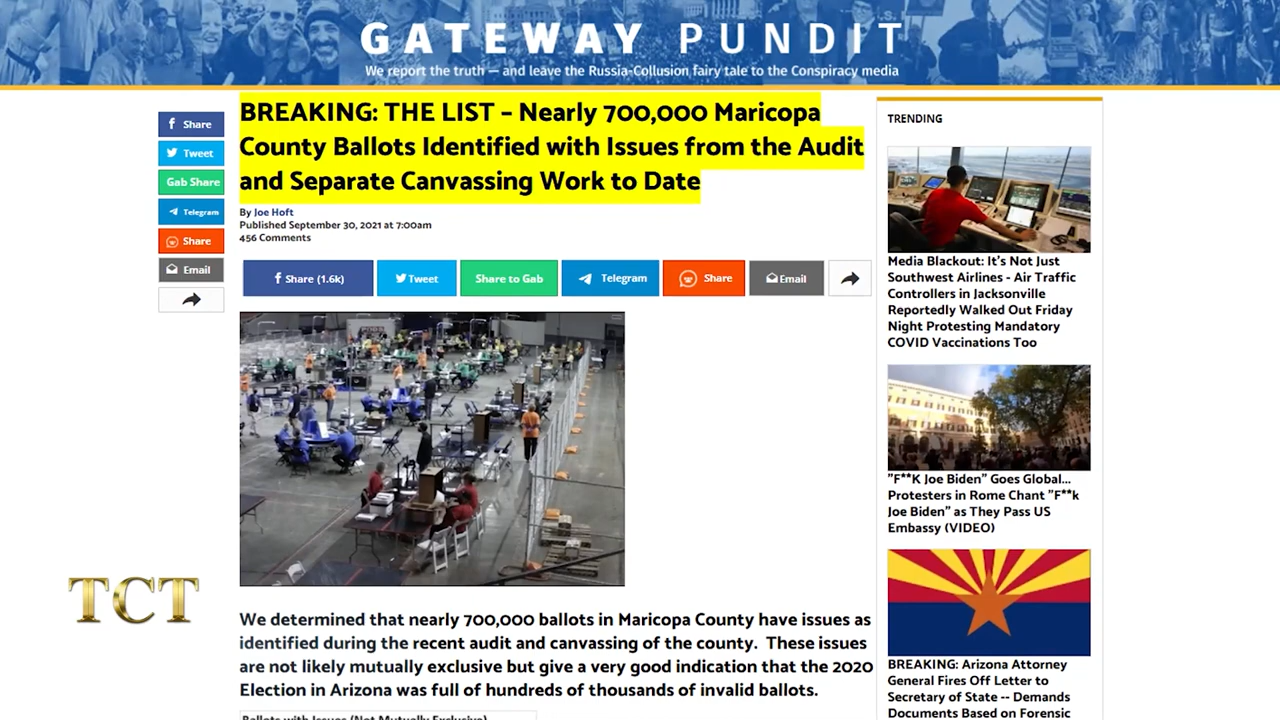 GATEWAY PUNDIT
We report the truth — and leave the Russia-Collusion fairy tale to the Conspiracy media
Share
Tweet
Gab Share
Telegram
Share
Email
BREAKING: THE LIST – Nearly 700,000 Maricopa
County Ballots Identified with Issues from the Audit
and Separate Canvassing Work to Date
By Joe Hoft
Published September 30, 2021 at 7:00am
456 Comments
Share (1.6k)
Tweet
Share to Gab
Telegram
Share
Email
We determined that nearly 700,000 ballots in Maricopa County have issues as
identified during the recent audit and canvassing of the county. These issues
are not likely mutually exclusive but give a very good indication that the 2020
Election in Arizona was full of hundreds of thousands of invalid ballots.
Ballots with Issues (Not Mutually Exclusive)
TRENDING
Media Blackout: It's Not Just
Southwest Airlines - Air Traffic
Controllers in Jacksonville
Reportedly Walked Out Friday
Night Protesting Mandatory
COVID Vaccinations Too
"F**K Joe Biden" Goes Global...
Protesters in Rome Chant "F**k
Joe Biden" as They Pass US
Embassy (VIDEO)
BREAKING: Arizona Attorney
General Fires Off Letter to
Secretary of State -- Demands
Documents Based on Forensic
TCT